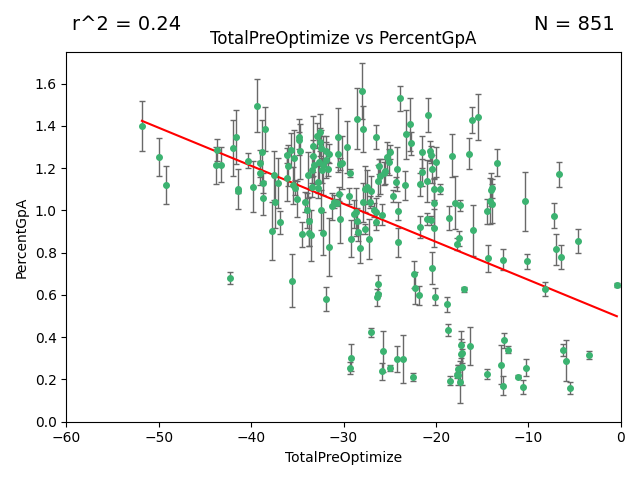 r^2 = 0.24 N = 851
TotalPreOptimize vs PercentGpA
1.6
1.4
1.2
1.0
0.8
0.6
0.4
0.2
0.0
PercentGpA
−60 −50 −40 −30 −20 −10 0
TotalPreOptimize